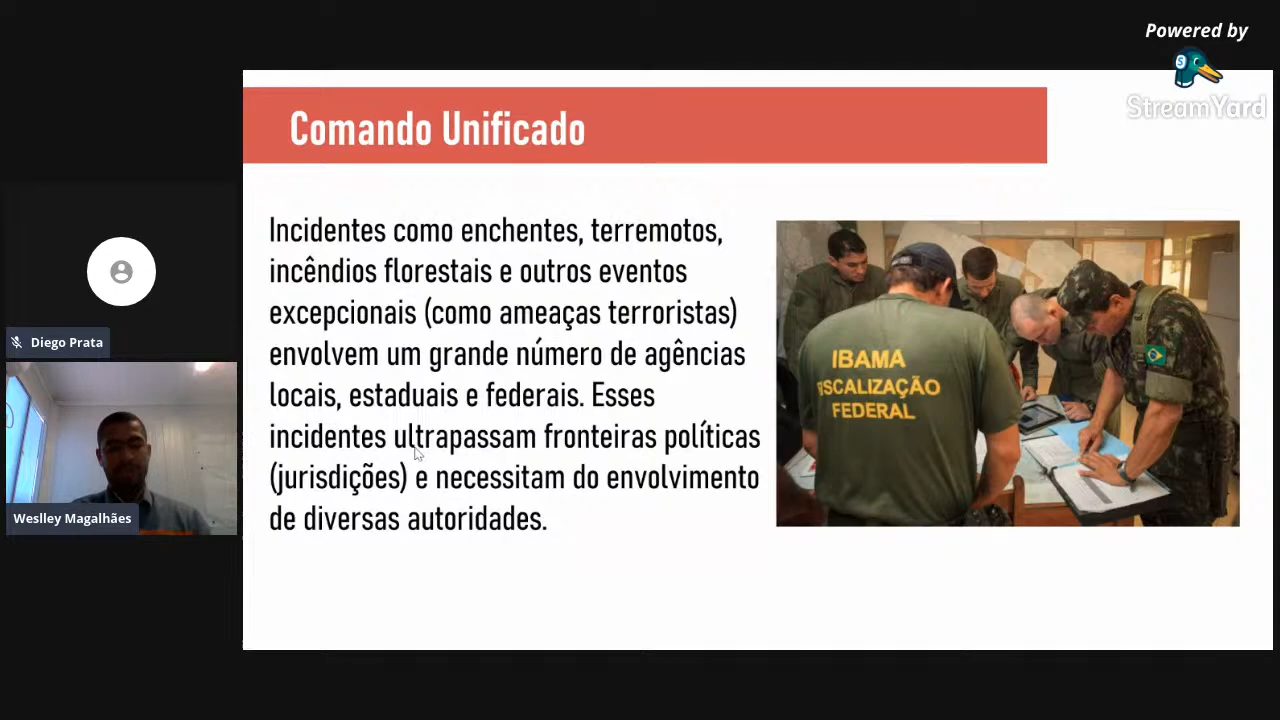 Powered by
StreamYard
Comando Unificado
Incidentes como enchentes, terremotos,
incêndios florestais e outros eventos
excepcionais (como ameaças terroristas)
envolvem um grande número de agências
locais, estaduais e federais. Esses
incidentes ultrapassam fronteiras políticas
(jurisdições) e necessitam do envolvimento
de diversas autoridades.
IBAMA
FISCALIZAÇÃO
FEDERAL
Diego Prata
Weslley Magalhães